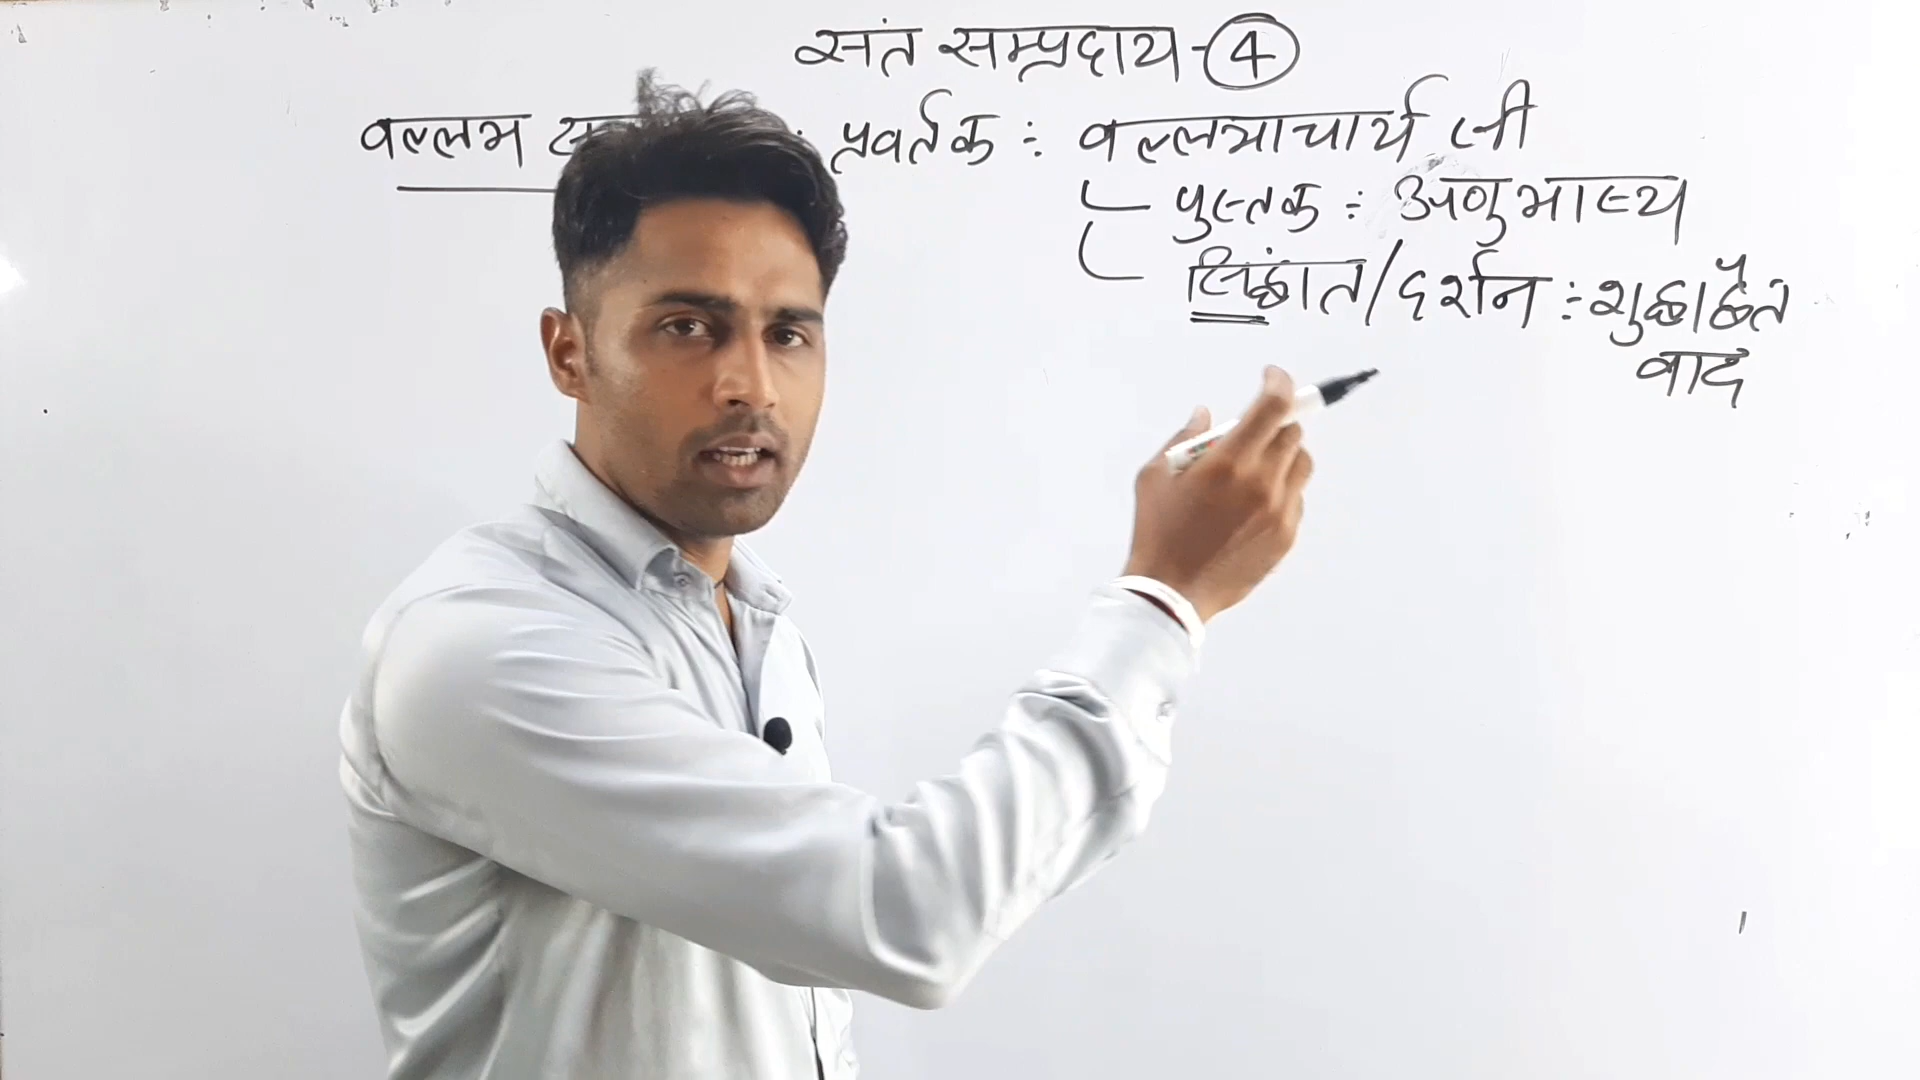 संत सम्प्रदाय-4
वल्लभ : प्रवर्तक : वल्लभाचार्य जी
पुस्तक : अणुभाष्य
सिद्धांत/दर्शन : शुद्धाद्वैत
वाद